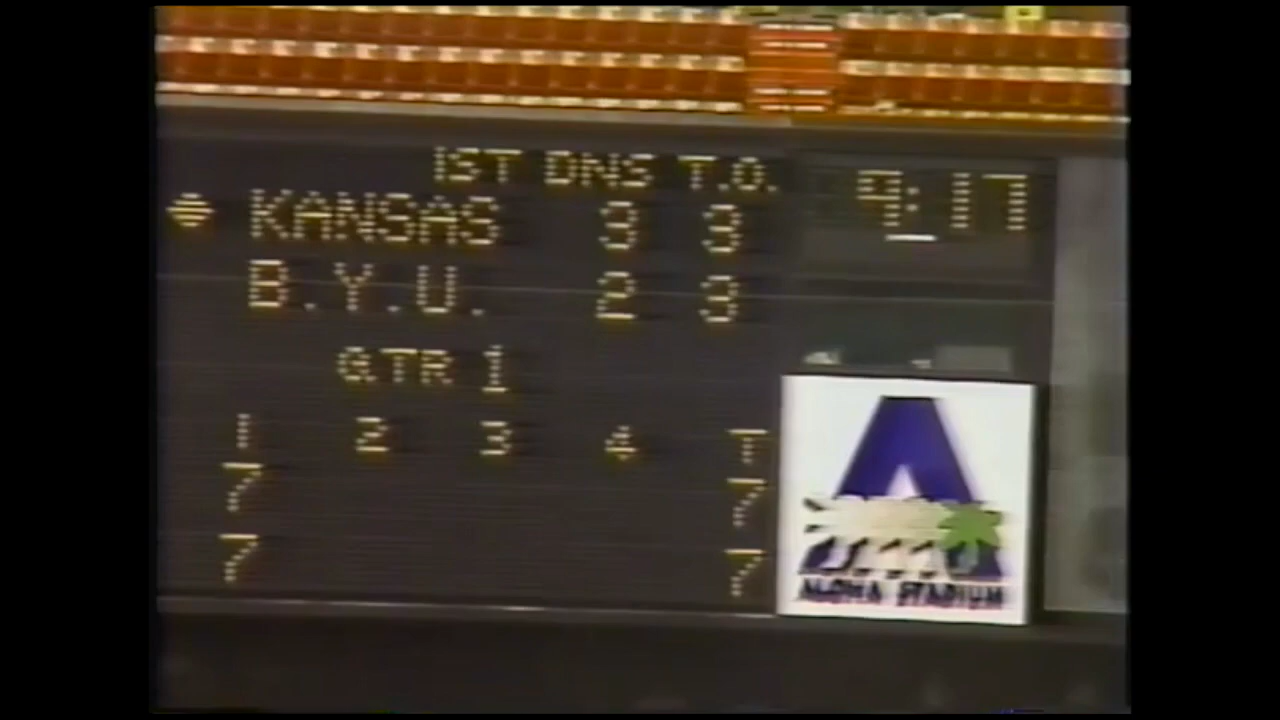 1ST DNS T.O.
9:17
KANSAS 3 3
B.Y.U. 2 3
QTR 1
1 2 3 4 T
7 7
7 7
A
ALOHA STADIUM